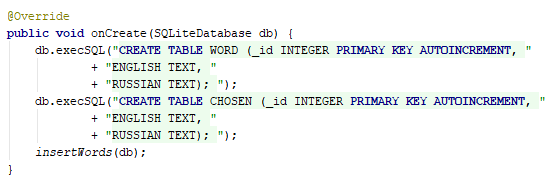 @Override
public void onCreate(SQLiteDatabase db) {
    db.execSQL("CREATE TABLE WORD (_id INTEGER PRIMARY KEY AUTOINCREMENT, "
            + "ENGLISH TEXT, "
            + "RUSSIAN TEXT); ");
    db.execSQL("CREATE TABLE CHOSEN (_id INTEGER PRIMARY KEY AUTOINCREMENT, "
            + "ENGLISH TEXT, "
            + "RUSSIAN TEXT); ");
    insertWords(db);
}